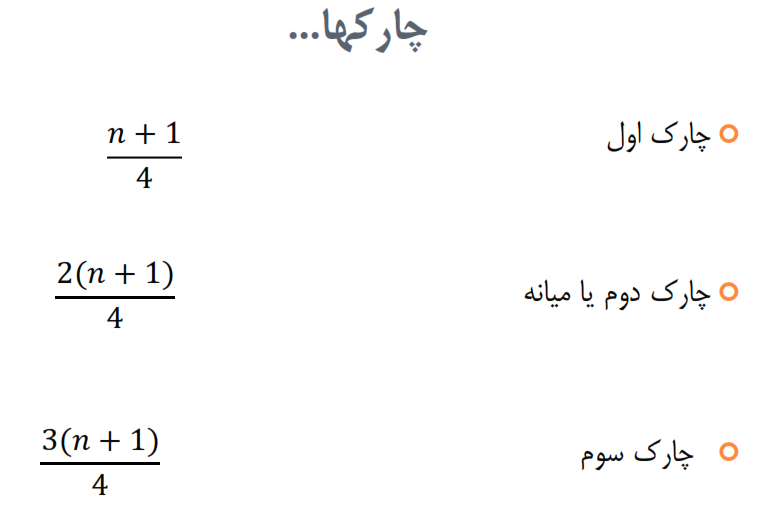 چارکها...
چارک اول
n + 1
4
چارک دوم یا میانه
2(n + 1)
4
چارک سوم
3(n + 1)
4